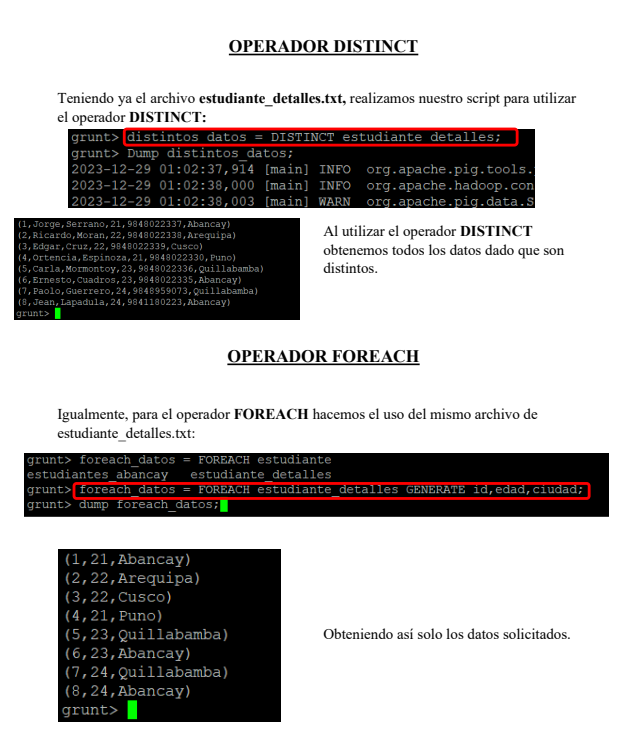 OPERADOR DISTINCT
Teniendo ya el archivo estudiante_detalles.txt, realizamos nuestro script para utilizar
el operador DISTINCT:
grunt> distintos_datos = DISTINCT estudiante_detalles;
grunt> Dump distintos_datos;
2023-12-29 01:02:37,914 [main] INFO org.apache.pig.tools.
2023-12-29 01:02:38,000 [main] INFO org.apache.hadoop.con
2023-12-29 01:02:38,003 [main] WARN org.apache.pig.data.S
(1,Jorge,Serrano,21,9848022337,Abancay)
(2,Ricardo,Moran,22,9848022338,Arequipa)
(3,Edgar,Cruz,22,9848022339,Cusco)
(4,Ortencia,Espinoza,21,9848022330,Puno)
(5,Carla,Mormontoy,23,9848022336,Quillabamba)
(6,Ernesto,Cuadros,23,9848022335,Abancay)
(7,Paolo,Guerrero,24,9848959073,Quillabamba)
(8,Jean,Lapadula,24,9841180223,Abancay)
grunt>
Al utilizar el operador DISTINCT
obtenemos todos los datos dado que son
distintos.
OPERADOR FOREACH
Igualmente, para el operador FOREACH hacemos el uso del mismo archivo de
estudiante_detalles.txt:
grunt> foreach_datos = FOREACH estudiante
estudiantes_abancay estudiante_detalles
grunt> foreach_datos = FOREACH estudiante_detalles GENERATE id,edad,ciudad;
grunt> dump foreach_datos;
(1,21,Abancay)
(2,22,Arequipa)
(3,22,Cusco)
(4,21,Puno)
(5,23,Quillabamba)
(6,23,Abancay)
(7,24,Quillabamba)
(8,24,Abancay)
grunt>
Obteniendo así solo los datos solicitados.